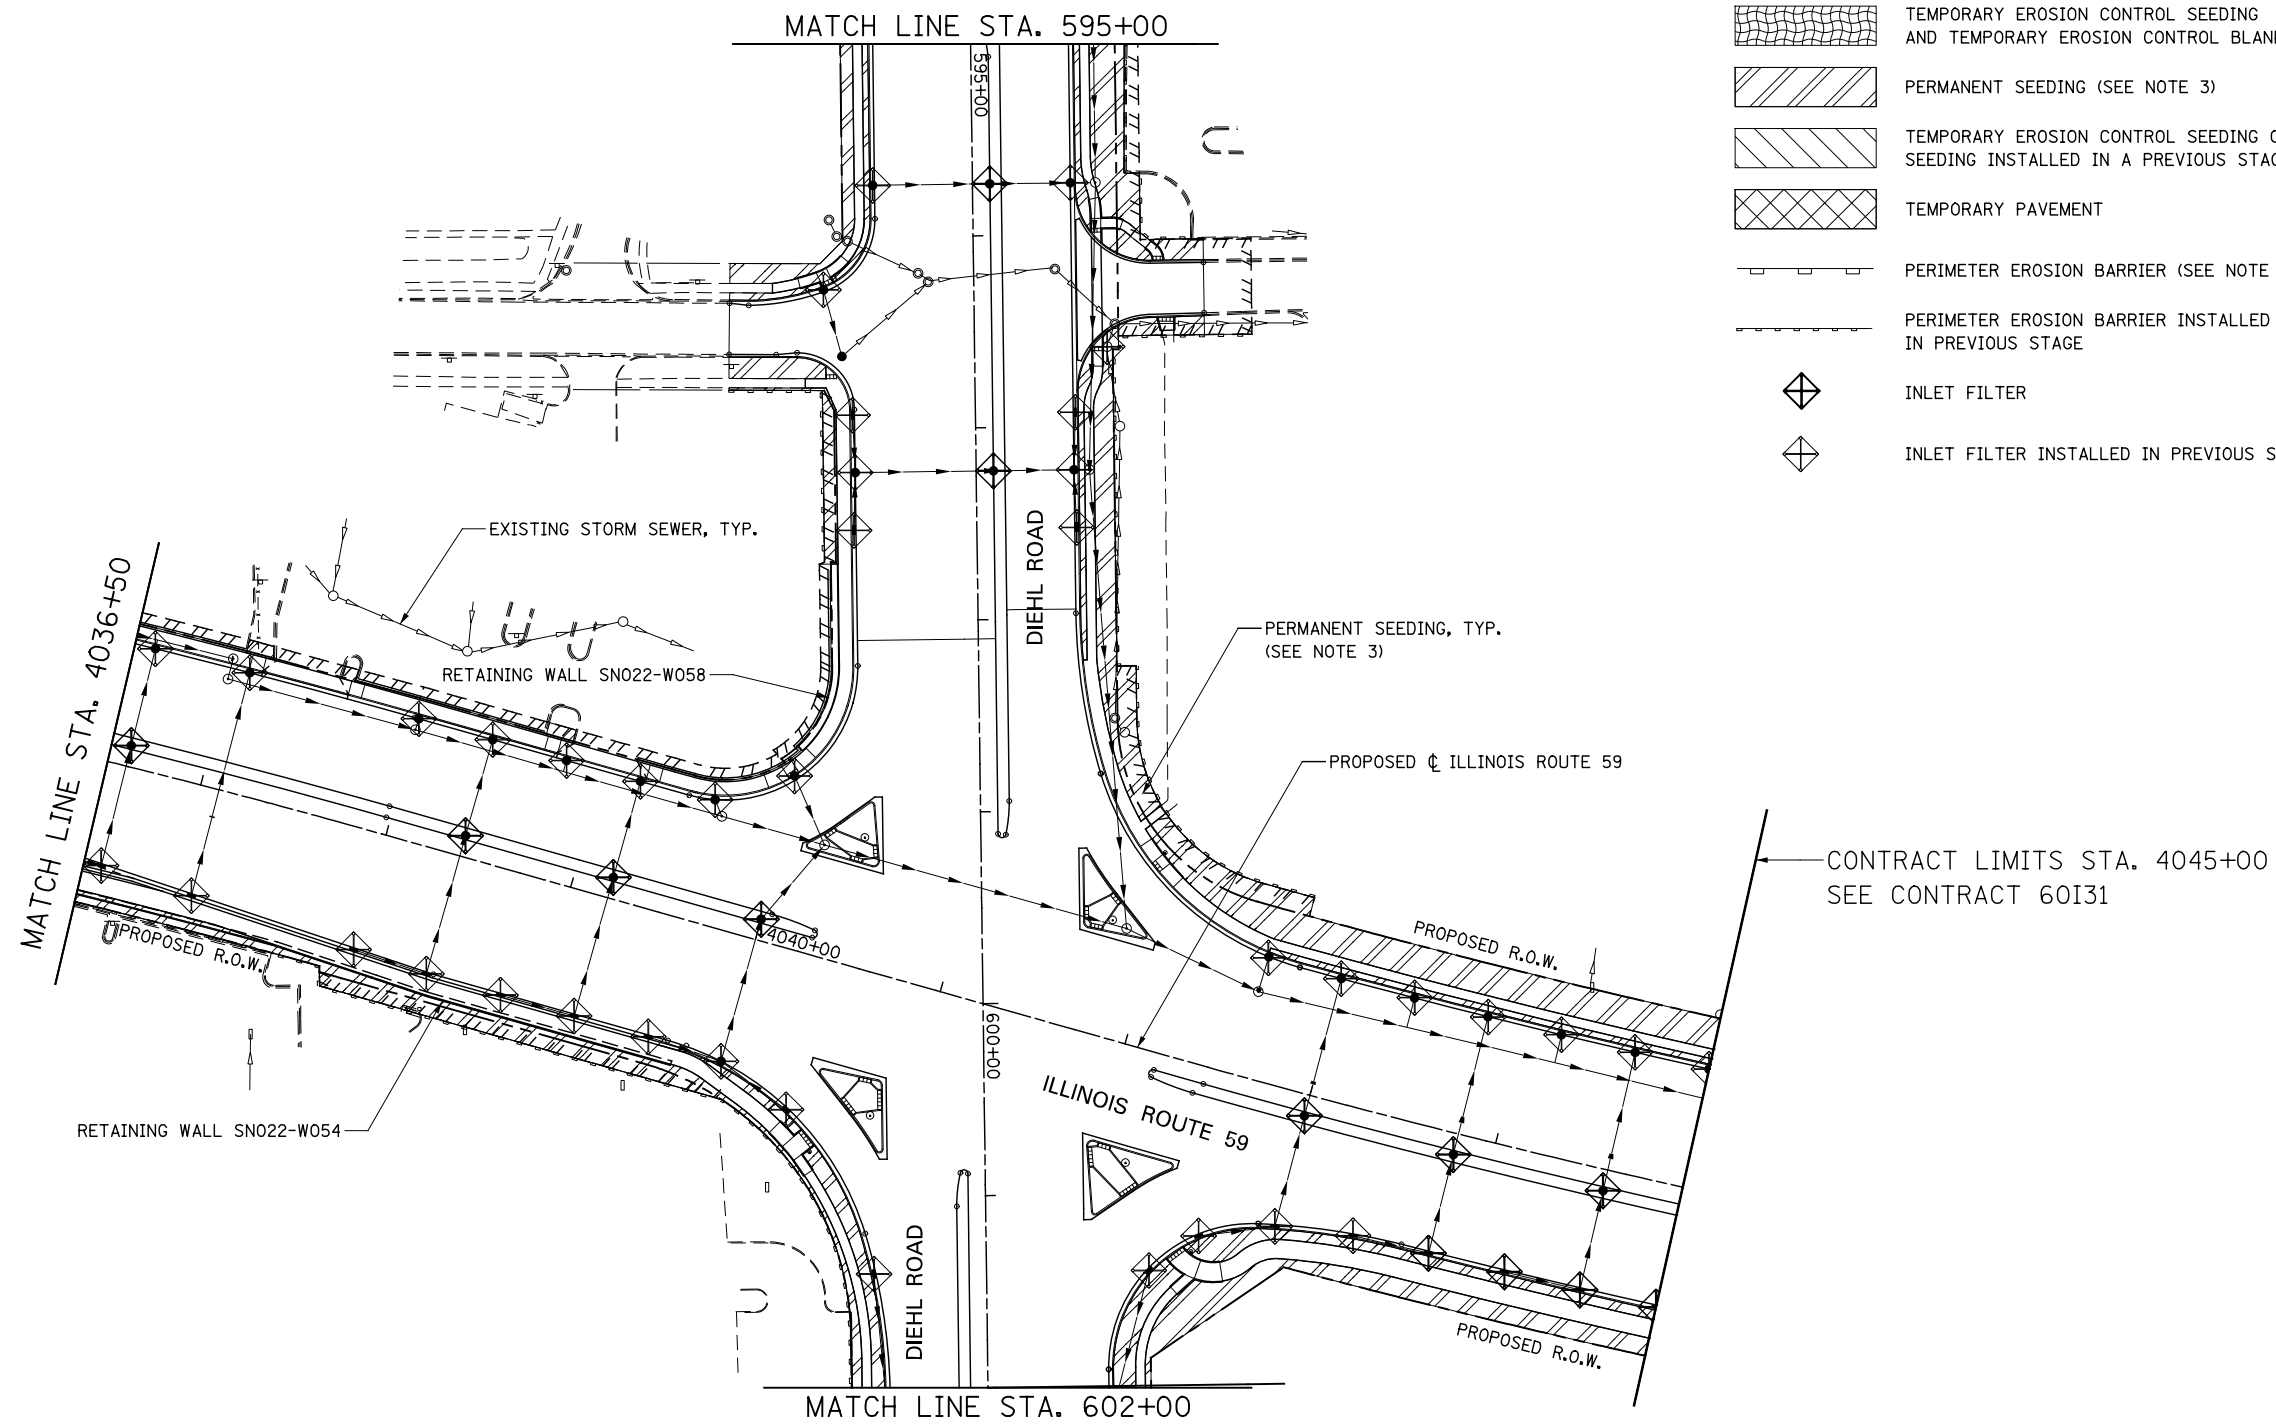 MATCH LINE STA. 595+00
TEMPORARY EROSION CONTROL SEEDING
AND TEMPORARY EROSION CONTROL
PERMANENT SEEDING (SEE NOTE 3)
TEMPORARY EROSION CONTROL SEEDING
SEEDING INSTALLED IN A PREVIOUS
TEMPORARY PAVEMENT
PERIMETER EROSION BARRIER (SEE NOTE
PERIMETER EROSION BARRIER INSTALLED
IN PREVIOUS STAGE
INLET FILTER
INLET FILTER INSTALLED IN PREVIOUS
595+00
EXISTING STORM SEWER, TYP.
DIEHL ROAD
MATCH LINE STA. 4036+50
RETAINING WALL SN022-W058
PERMANENT SEEDING, TYP.
(SEE NOTE 3)
PROPOSED ℄ ILLINOIS ROUTE 59
CONTRACT LIMITS STA. 4045+00
SEE CONTRACT 60I31
PROPOSED R.O.W.
PROPOSED R.O.W.
4040+00
600+00
ILLINOIS ROUTE 59
RETAINING WALL SN022-W054
DIEHL ROAD
PROPOSED R.O.W.
MATCH LINE STA. 602+00